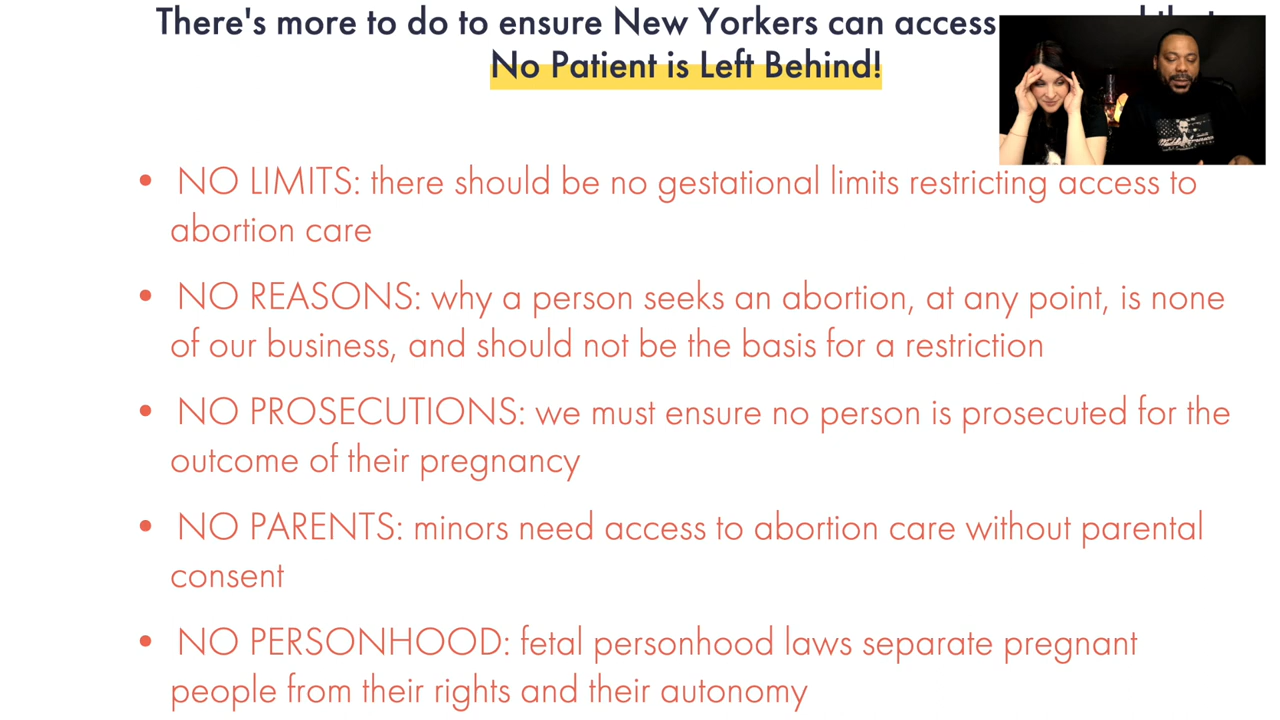 There's more to do to ensure New Yorkers can access
No Patient is Left Behind!
• NO LIMITS: there should be no gestational limits restricting access to
abortion care
• NO REASONS: why a person seeks an abortion, at any point, is none
of our business, and should not be the basis for a restriction
• NO PROSECUTIONS: we must ensure no person is prosecuted for the
outcome of their pregnancy
• NO PARENTS: minors need access to abortion care without parental
consent
• NO PERSONHOOD: fetal personhood laws separate pregnant
people from their rights and their autonomy